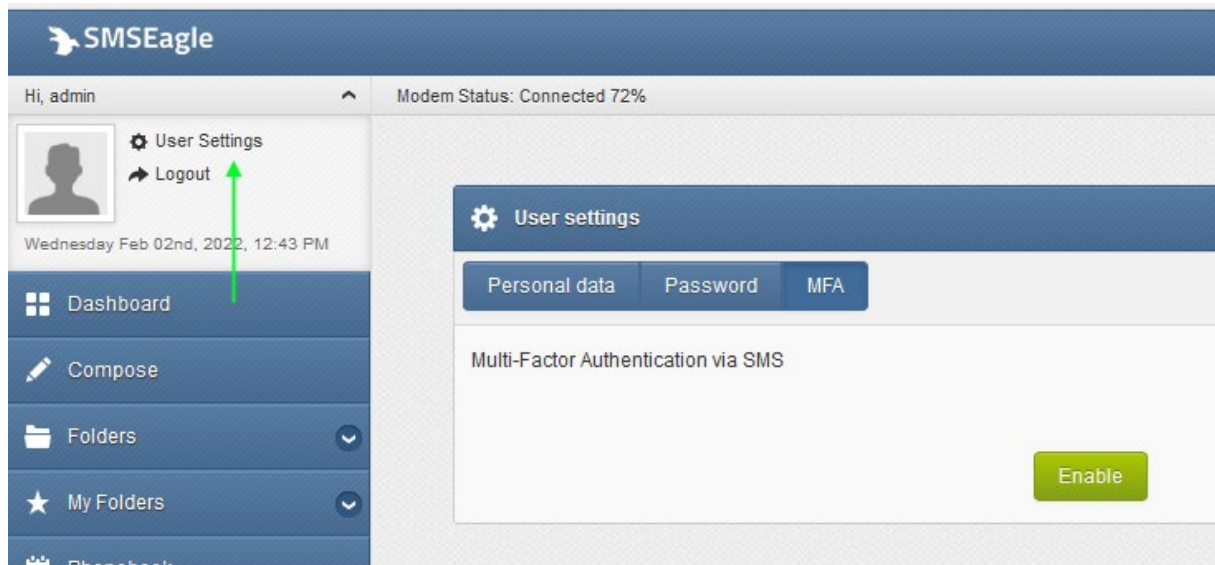 SMSEagle
Hi, admin
Modem Status: Connected 72%
User Settings
Logout
Wednesday Feb 02nd, 2022, 12:43 PM
Dashboard
Compose
Folders
My Folders
Phonebook
User settings
Personal data Password MFA
Multi-Factor Authentication via SMS
Enable